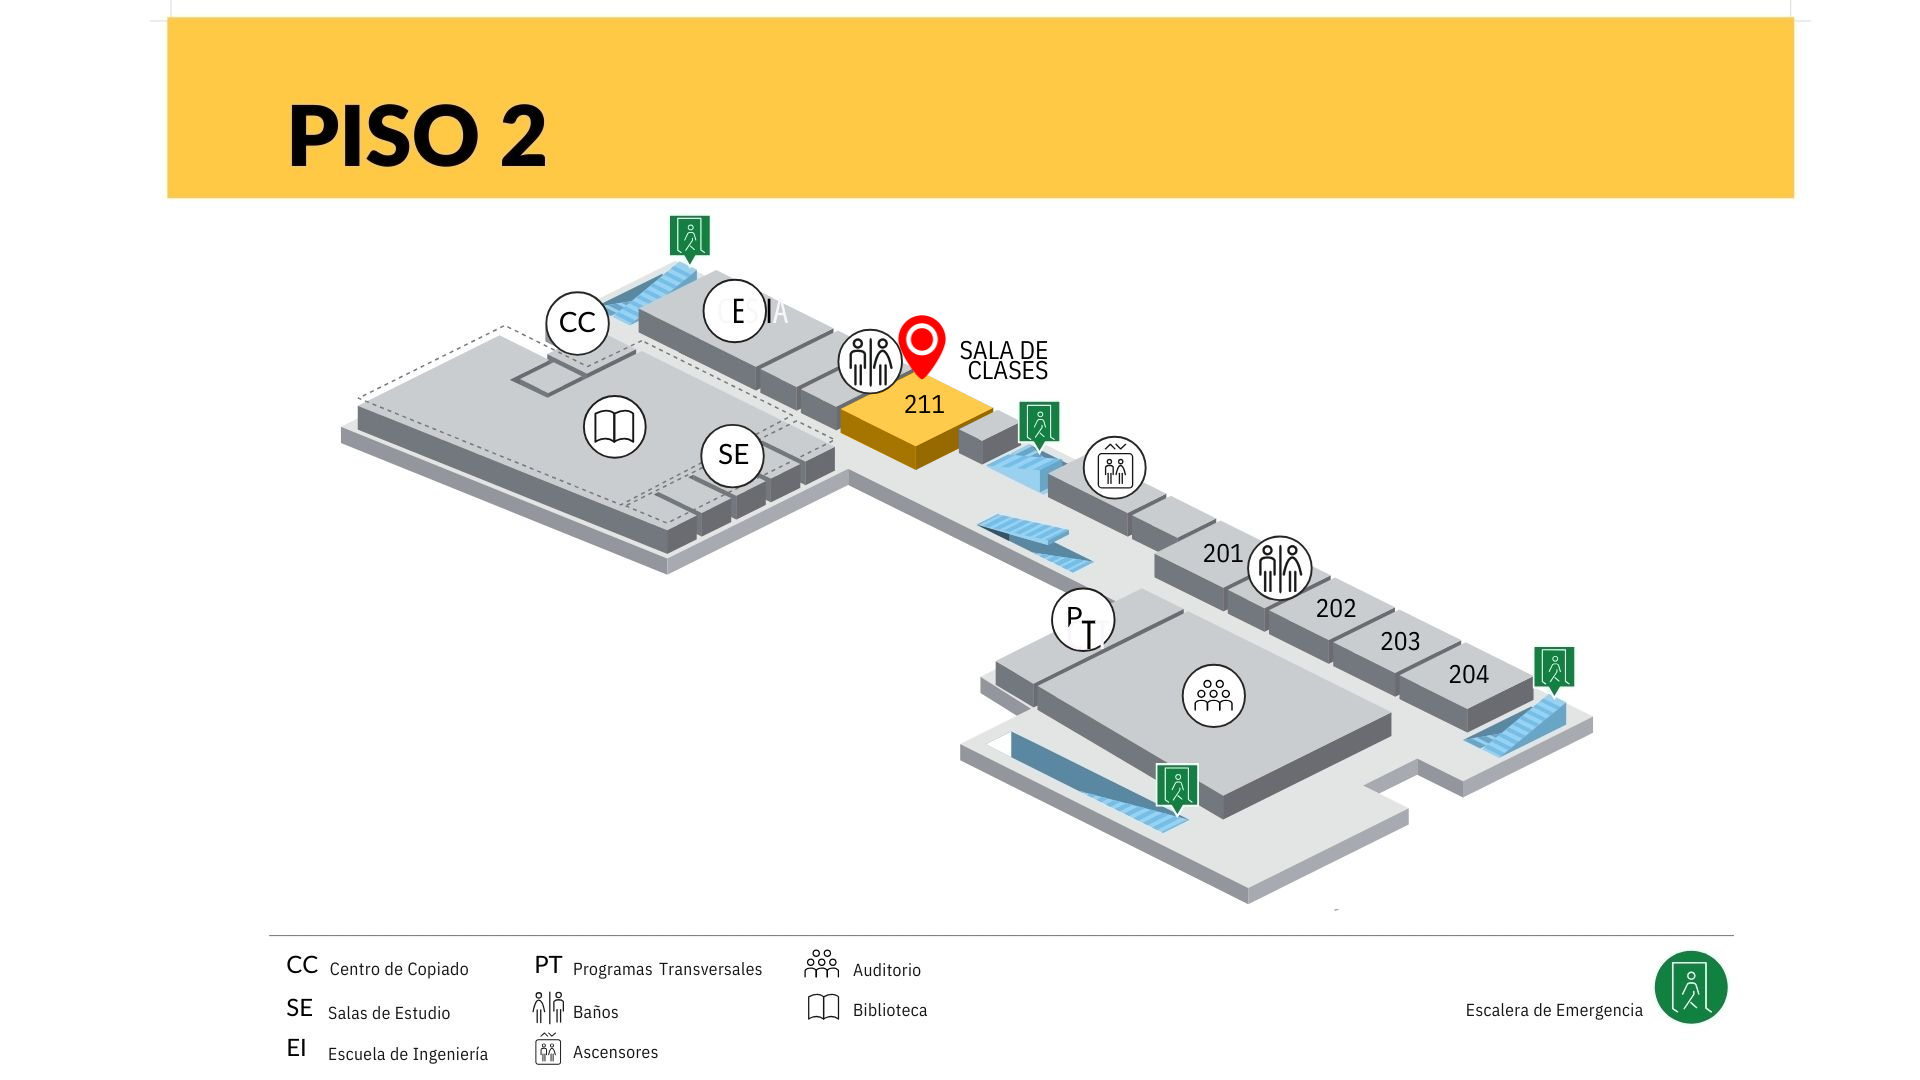 PISO 2
CC
E I
SALA DE
CLASES
211
SE
201
202
P
T
203
204
CC Centro de Copiado
PT Programas Transversales
Auditorio
SE Salas de Estudio
Baños
Biblioteca
Escalera de Emergencia
EI Escuela de Ingeniería
Ascensores